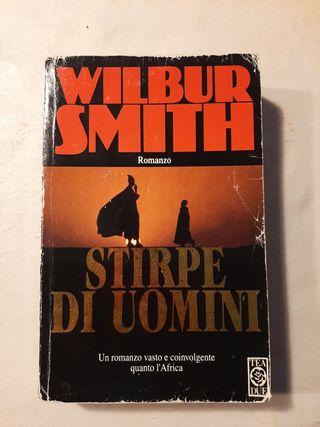 WILBUR
SMITH
Romanzo
STIRPE
DI UOMINI
Un romanzo vasto e coinvolgente
quanto l'Africa
TEA
DUE